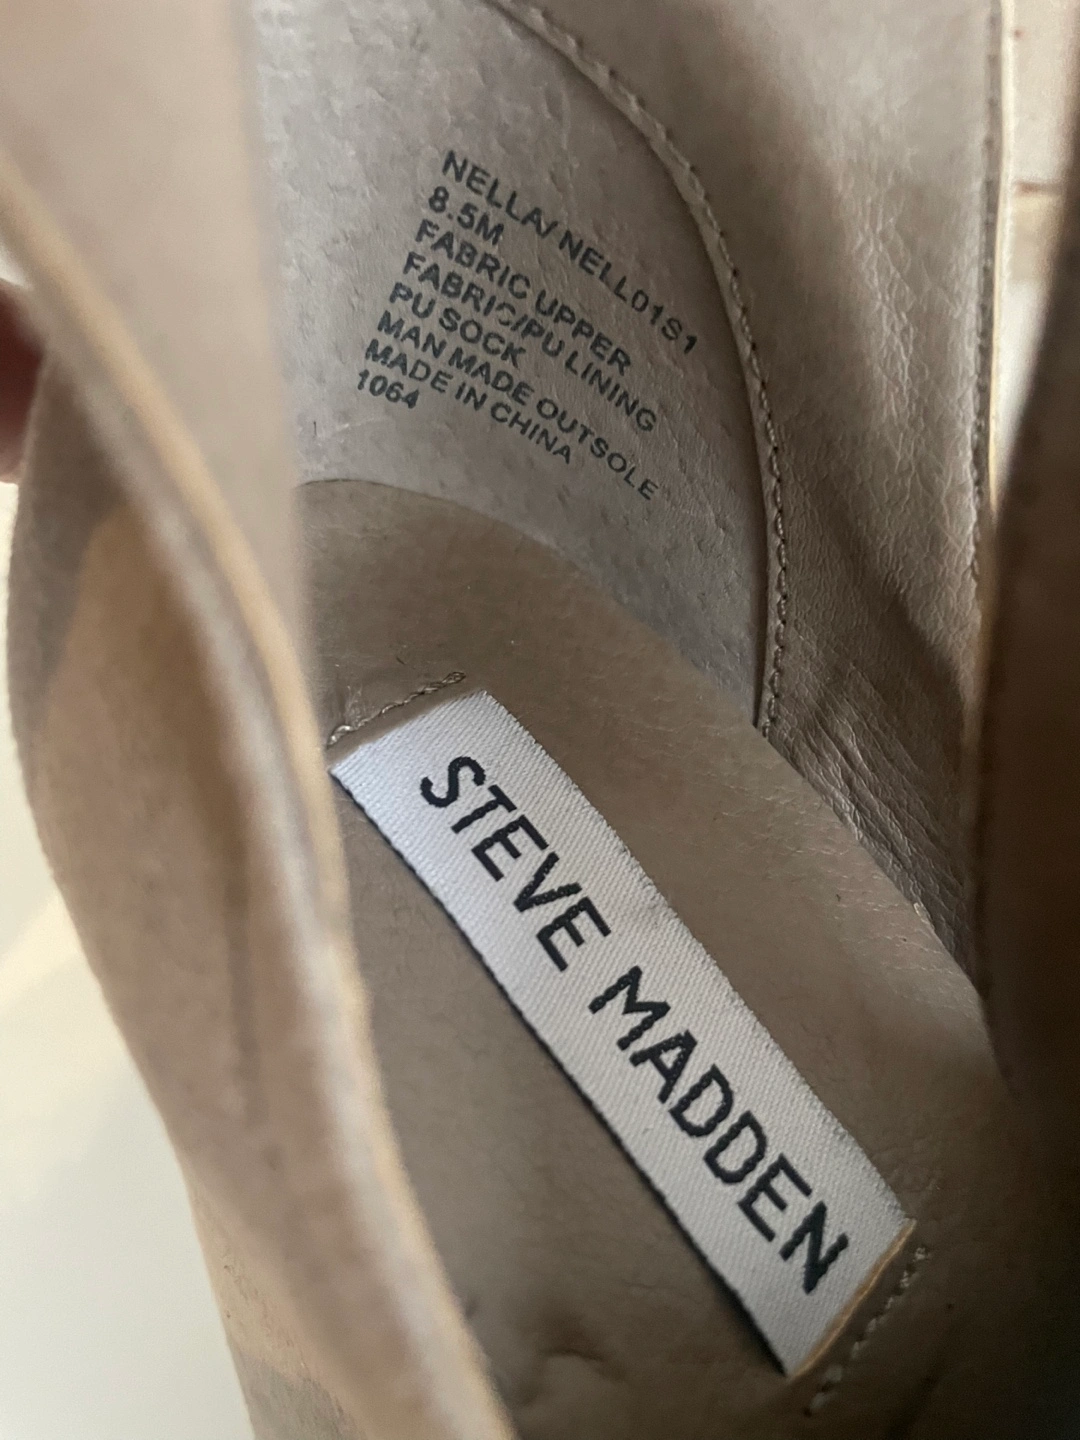 NELLA/ NELL01S1
8.5M
FABRIC UPPER
FABRIC/PU LINING
PU SOCK
MAN MADE OUTSOLE
MADE IN CHINA
1064
STEVE MADDEN